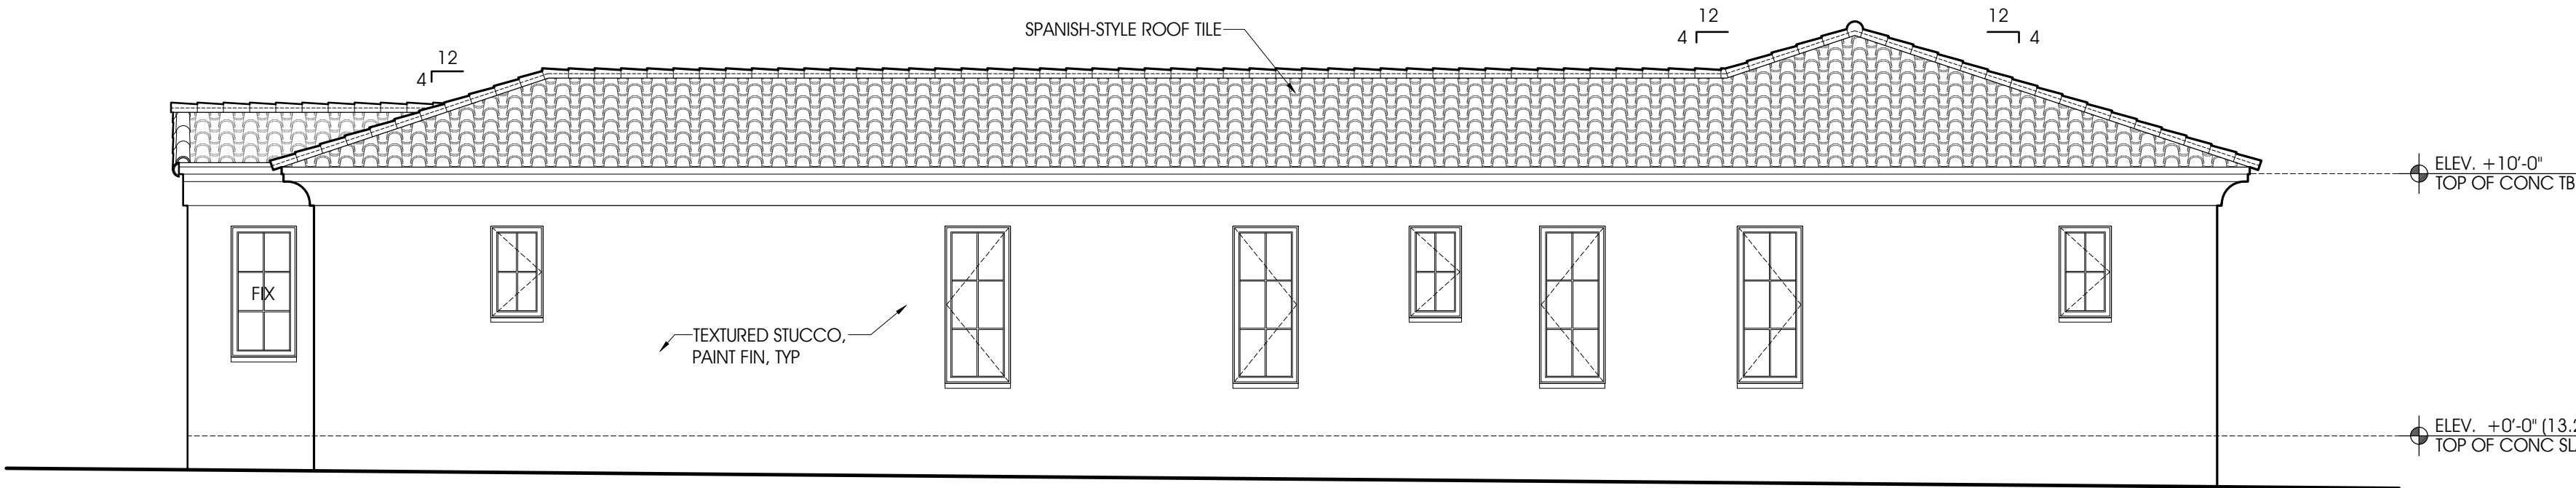 SPANISH-STYLE ROOF TILE
12
4
12
4
12
4
ELEV. +10'-0"
TOP OF CONC TB
FIX
TEXTURED STUCCO,
PAINT FIN, TYP
ELEV. +0'-0" (13.2
TOP OF CONC SL